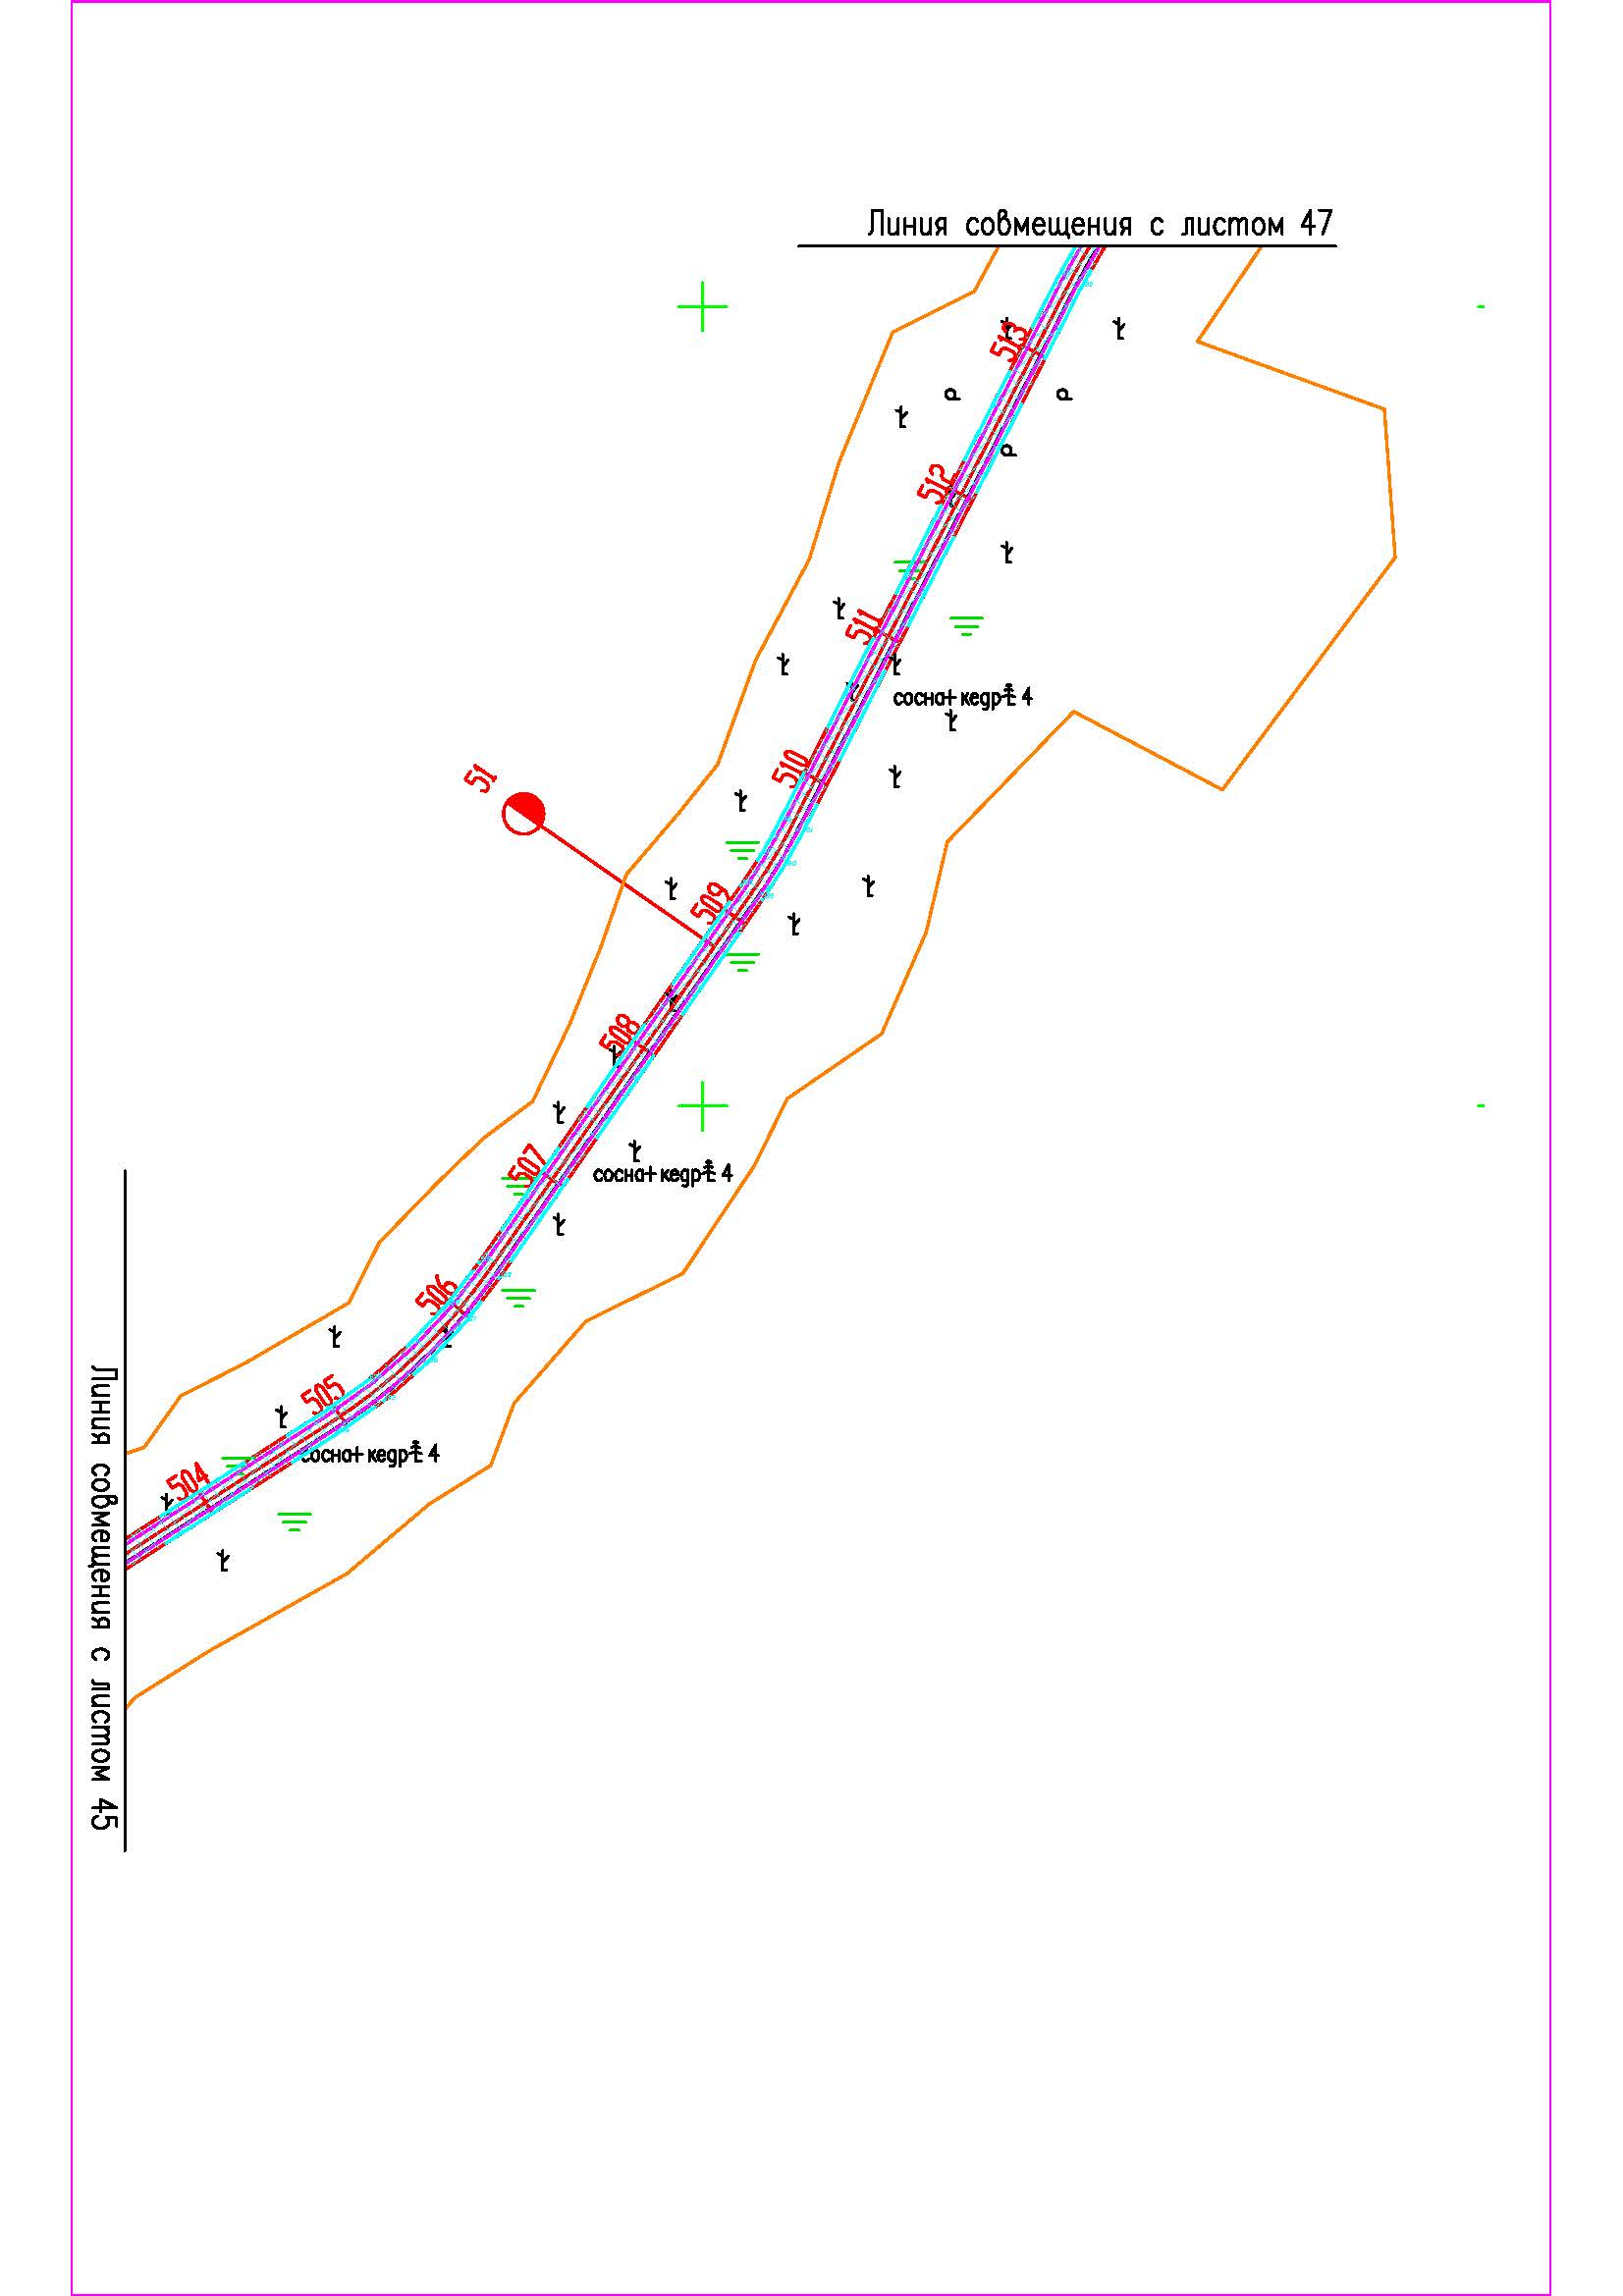 Линия совмещения с листом 47
513
р
р
р
512
511
сосна+кедр 4
510
51
509
508
507
сосна+кедр 4
506
505
сосна+кедр 4
504
Линия совмещения с листом 45